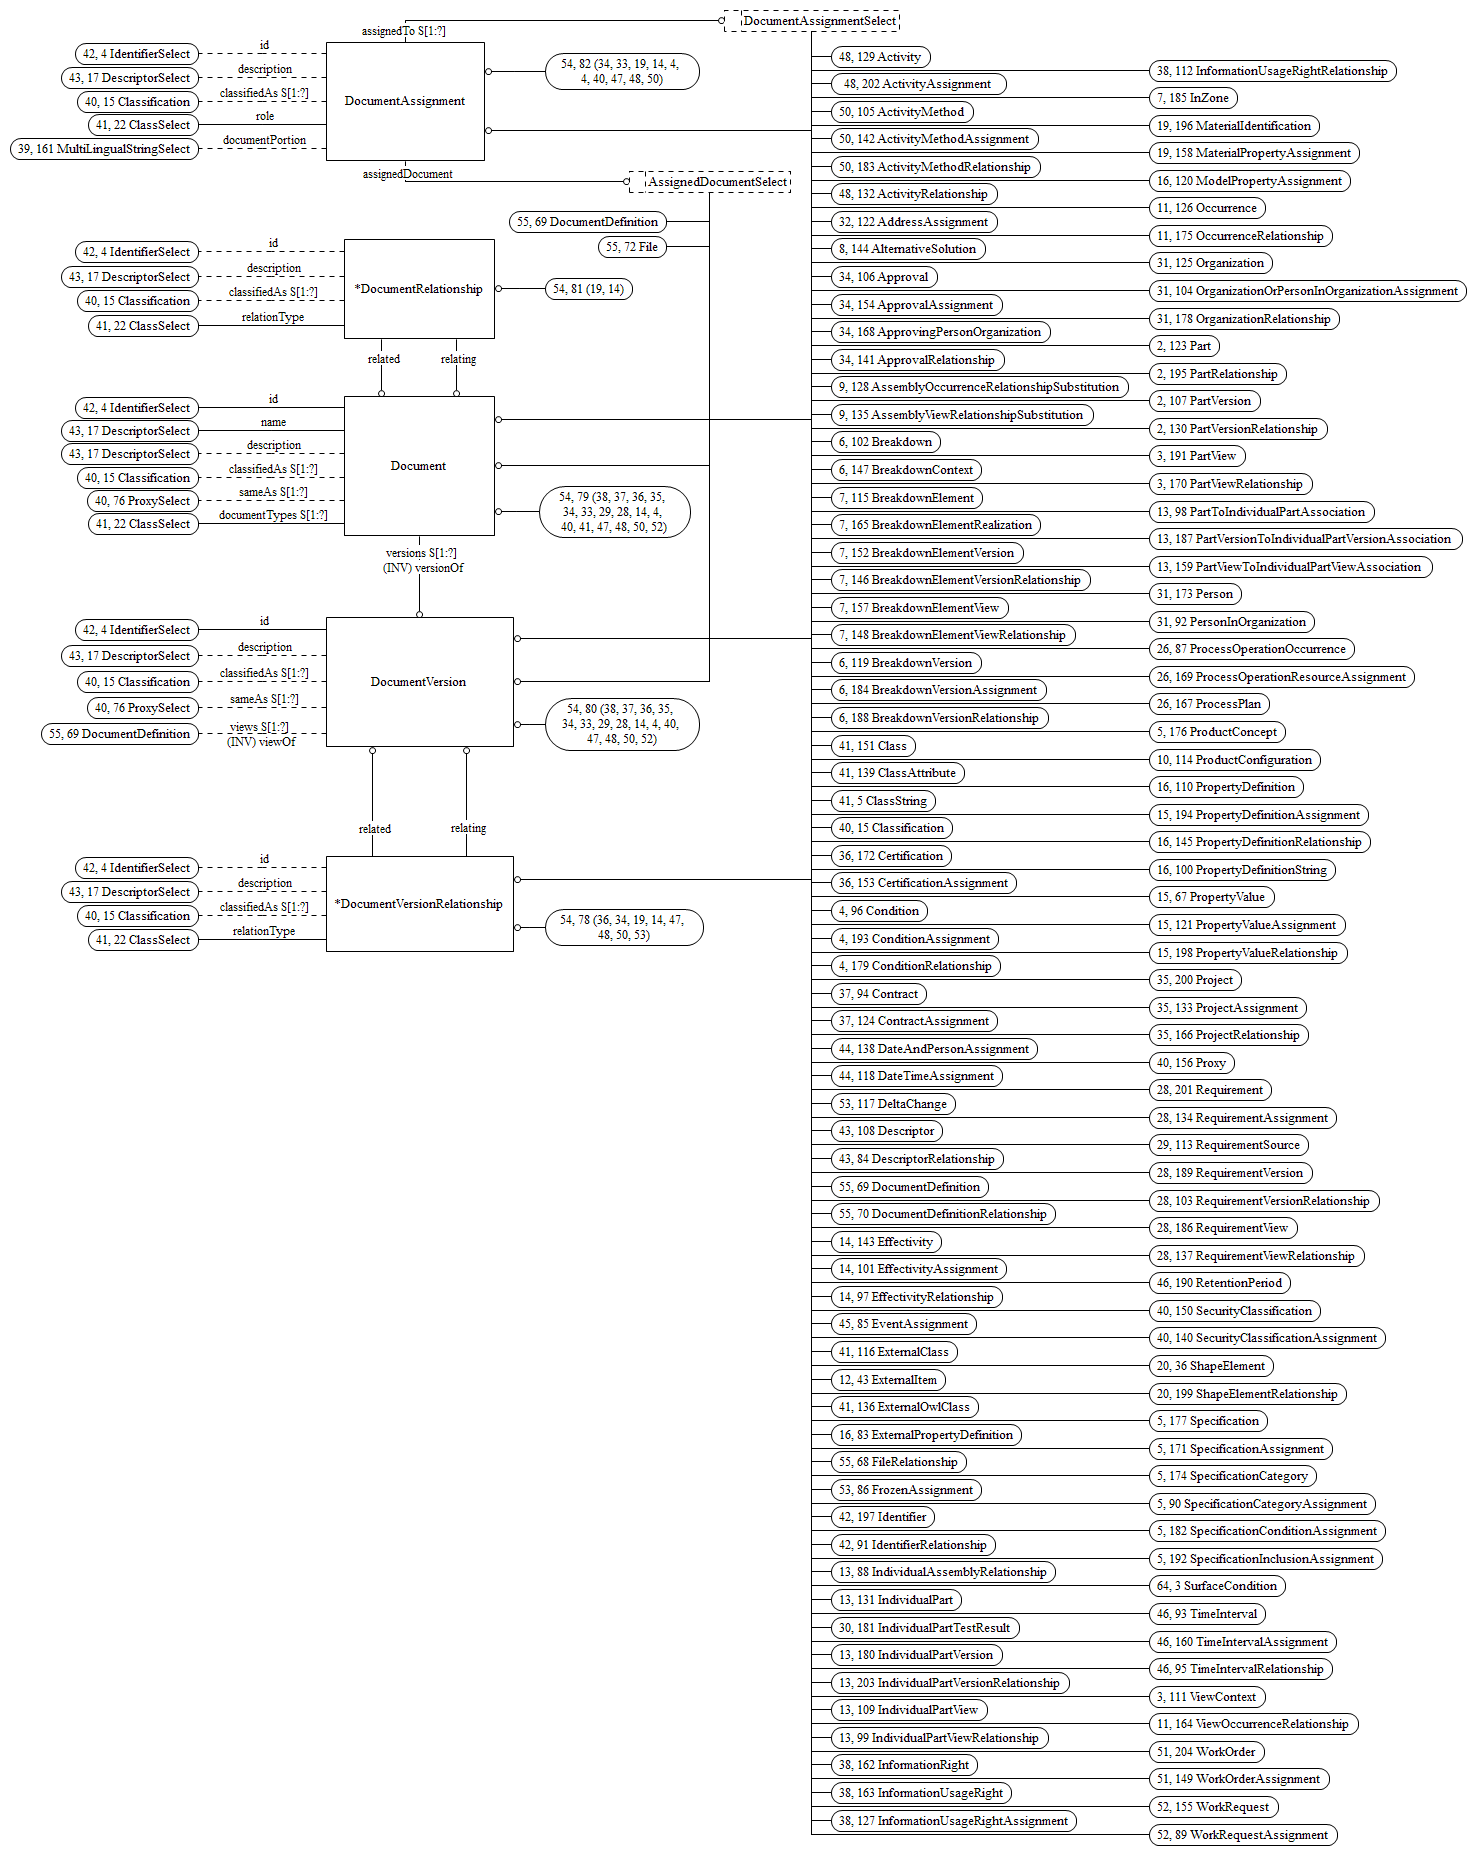 DocumentAssignmentSelect
assignedTo S[1:?]
42, 4 IdentifierSelect
id
43, 17 DescriptorSelect
description
40, 15 Classification
classifiedAs S[1:?]
41, 22 ClassSelect
role
39, 161 MultiLingualStringSelect
documentPortion
DocumentAssignment
54, 82 (34, 33, 19, 14, 4,
4, 40, 47, 48, 50)
assignedDocument
AssignedDocumentSelect
55, 69 DocumentDefinition
55, 72 File
42, 4 IdentifierSelect
id
43, 17 DescriptorSelect
description
40, 15 Classification
classifiedAs S[1:?]
41, 22 ClassSelect
relationType
*DocumentRelationship
54, 81 (19, 14)
related
relating
42, 4 IdentifierSelect
id
43, 17 DescriptorSelect
name
43, 17 DescriptorSelect
description
40, 15 Classification
classifiedAs S[1:?]
40, 76 ProxySelect
sameAs S[1:?]
41, 22 ClassSelect
documentTypes S[1:?]
Document
54, 79 (38, 37, 36, 35,
34, 33, 29, 28, 14, 4,
40, 41, 47, 48, 50, 52)
versions S[1:?]
(INV) versionOf
42, 4 IdentifierSelect
id
43, 17 DescriptorSelect
description
40, 15 Classification
classifiedAs S[1:?]
40, 76 ProxySelect
sameAs S[1:?]
55, 69 DocumentDefinition
views S[1:?]
(INV) viewOf
DocumentVersion
54, 80 (38, 37, 36, 35,
34, 33, 29, 28, 14, 4, 40,
47, 48, 50, 52)
related
relating
42, 4 IdentifierSelect
id
43, 17 DescriptorSelect
description
40, 15 Classification
classifiedAs S[1:?]
41, 22 ClassSelect
relationType
*DocumentVersionRelationship
54, 78 (36, 34, 19, 14, 47,
48, 50, 53)
48, 129 Activity
48, 202 ActivityAssignment
50, 105 ActivityMethod
50, 142 ActivityMethodAssignment
50, 183 ActivityMethodRelationship
48, 132 ActivityRelationship
32, 122 AddressAssignment
8, 144 AlternativeSolution
34, 106 Approval
34, 154 ApprovalAssignment
34, 168 ApprovingPersonOrganization
34, 141 ApprovalRelationship
9, 128 AssemblyOccurrenceRelationshipSubstitution
9, 135 AssemblyViewRelationshipSubstitution
6, 102 Breakdown
6, 147 BreakdownContext
7, 115 BreakdownElement
7, 165 BreakdownElementRealization
7, 152 BreakdownElementVersion
7, 146 BreakdownElementVersionRelationship
7, 157 BreakdownElementView
7, 148 BreakdownElementViewRelationship
6, 119 BreakdownVersion
6, 184 BreakdownVersionAssignment
6, 188 BreakdownVersionRelationship
41, 151 Class
41, 139 ClassAttribute
41, 5 ClassString
40, 15 Classification
36, 172 Certification
36, 153 CertificationAssignment
4, 96 Condition
4, 193 ConditionAssignment
4, 179 ConditionRelationship
37, 94 Contract
37, 124 ContractAssignment
44, 138 DateAndPersonAssignment
44, 118 DateTimeAssignment
53, 117 DeltaChange
43, 108 Descriptor
43, 84 DescriptorRelationship
55, 69 DocumentDefinition
55, 70 DocumentDefinitionRelationship
14, 143 Effectivity
14, 101 EffectivityAssignment
14, 97 EffectivityRelationship
45, 85 EventAssignment
41, 116 ExternalClass
12, 43 ExternalItem
41, 136 ExternalOwlClass
16, 83 ExternalPropertyDefinition
55, 68 FileRelationship
53, 86 FrozenAssignment
42, 197 Identifier
42, 91 IdentifierRelationship
13, 88 IndividualAssemblyRelationship
13, 131 IndividualPart
30, 181 IndividualPartTestResult
13, 180 IndividualPartVersion
13, 203 IndividualPartVersionRelationship
13, 109 IndividualPartView
13, 99 IndividualPartViewRelationship
38, 162 InformationRight
38, 163 InformationUsageRight
38, 127 InformationUsageRightAssignment
38, 112 InformationUsageRightRelationship
7, 185 InZone
19, 196 MaterialIdentification
19, 158 MaterialPropertyAssignment
16, 120 ModelPropertyAssignment
11, 126 Occurrence
11, 175 OccurrenceRelationship
31, 125 Organization
31, 104 OrganizationOrPersonInOrganizationAssignment
31, 178 OrganizationRelationship
2, 123 Part
2, 195 PartRelationship
2, 107 PartVersion
2, 130 PartVersionRelationship
3, 191 PartView
3, 170 PartViewRelationship
13, 98 PartToIndividualPartAssociation
13, 187 PartVersionToIndividualPartVersionAssociation
13, 159 PartViewToIndividualPartViewAssociation
31, 173 Person
31, 92 PersonInOrganization
26, 87 ProcessOperationOccurrence
26, 169 ProcessOperationResourceAssignment
26, 167 ProcessPlan
5, 176 ProductConcept
10, 114 ProductConfiguration
16, 110 PropertyDefinition
15, 194 PropertyDefinitionAssignment
16, 145 PropertyDefinitionRelationship
16, 100 PropertyDefinitionString
15, 67 PropertyValue
15, 121 PropertyValueAssignment
15, 198 PropertyValueRelationship
35, 200 Project
35, 133 ProjectAssignment
35, 166 ProjectRelationship
40, 156 Proxy
28, 201 Requirement
28, 134 RequirementAssignment
29, 113 RequirementSource
28, 189 RequirementVersion
28, 103 RequirementVersionRelationship
28, 186 RequirementView
28, 137 RequirementViewRelationship
46, 190 RetentionPeriod
40, 150 SecurityClassification
40, 140 SecurityClassificationAssignment
20, 36 ShapeElement
20, 199 ShapeElementRelationship
5, 177 Specification
5, 171 SpecificationAssignment
5, 174 SpecificationCategory
5, 90 SpecificationCategoryAssignment
5, 182 SpecificationConditionAssignment
5, 192 SpecificationInclusionAssignment
64, 3 SurfaceCondition
46, 93 TimeInterval
46, 160 TimeIntervalAssignment
46, 95 TimeIntervalRelationship
3, 111 ViewContext
11, 164 ViewOccurrenceRelationship
51, 204 WorkOrder
51, 149 WorkOrderAssignment
52, 155 WorkRequest
52, 89 WorkRequestAssignment